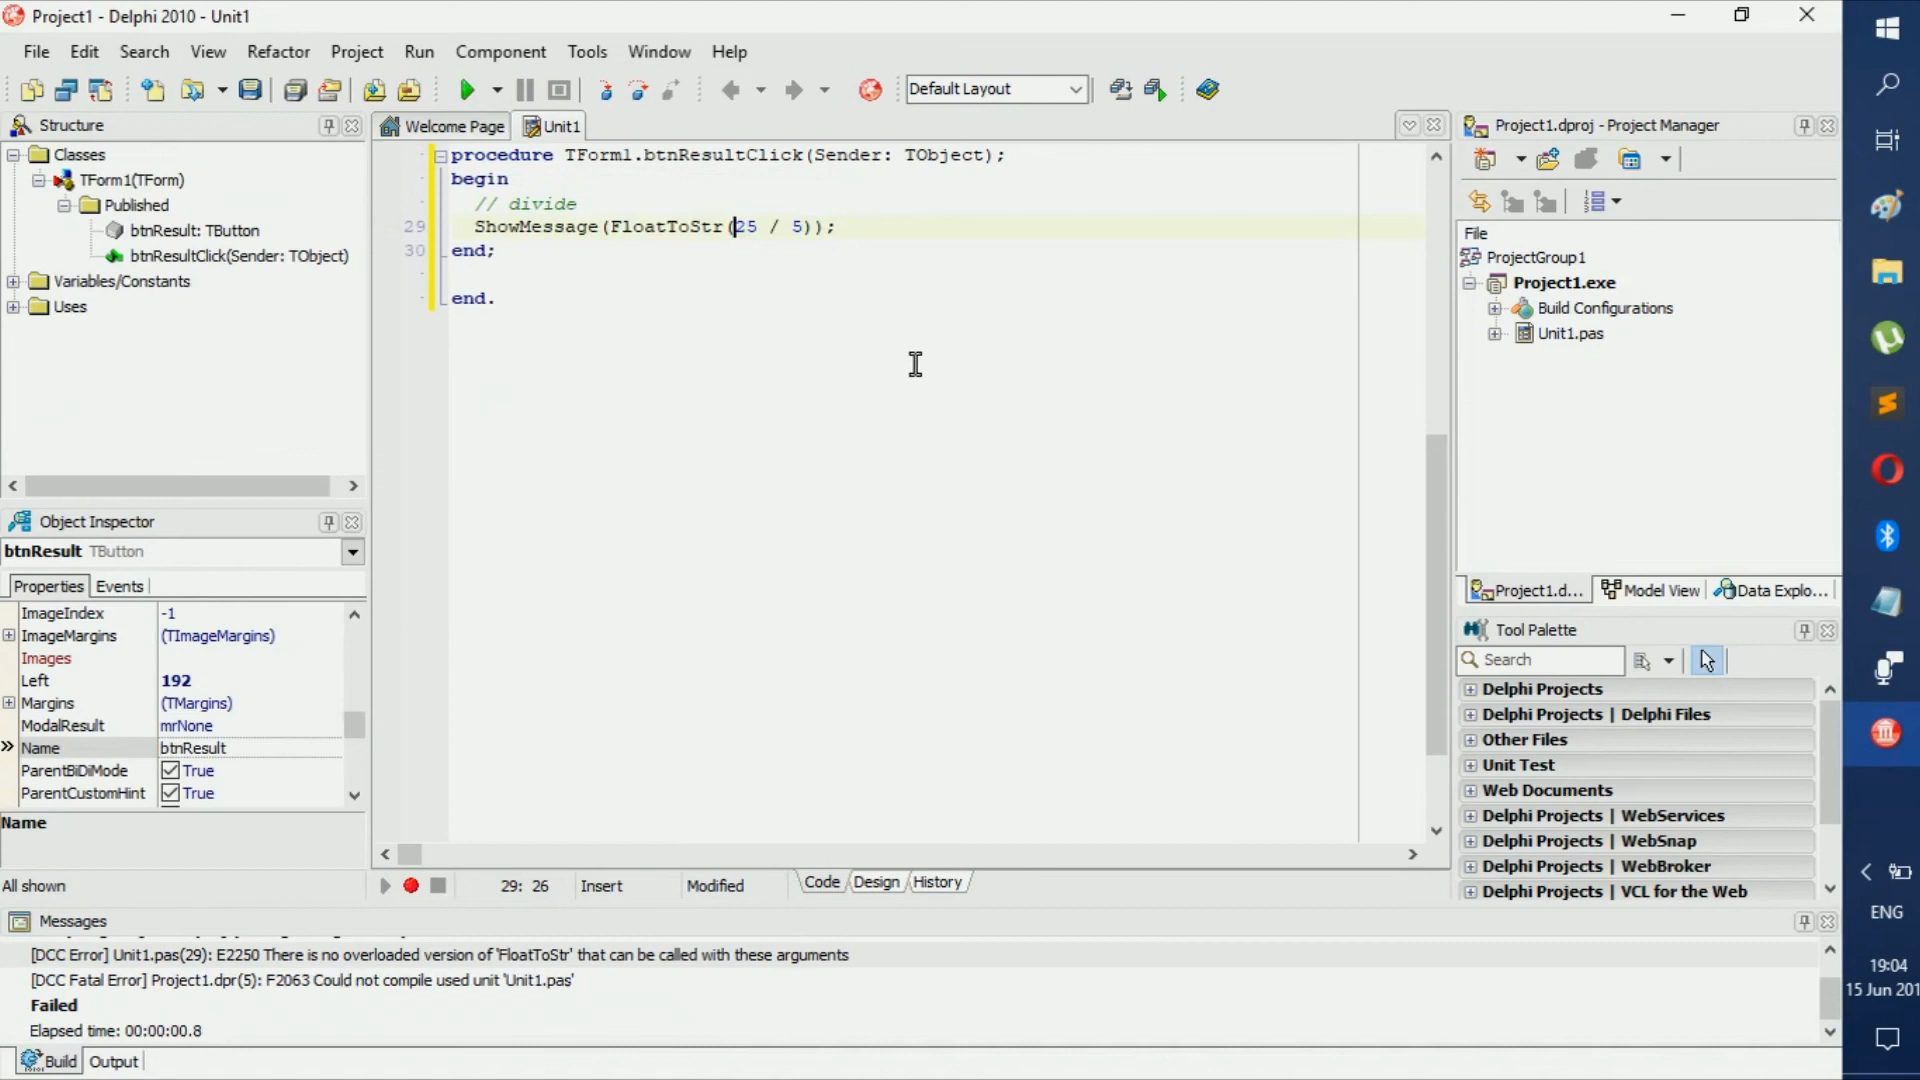 Project1 - Delphi 2010 - Unit1
File Edit Search View Refactor Project Run Component Tools Window Help
Default Layout
Structure
Welcome Page
Unit1
Project1.dproj - Project Manager
Classes
TForm1(TForm)
Published
btnResult: TButton
btnResultClick(Sender: TObject)
Variables/Constants
Uses
procedure TForm1.btnResultClick(Sender: TObject);
begin
// divide
29 ShowMessage(FloatToStr(25 / 5));
30 end;
end.
File
ProjectGroup1
Project1.exe
Build Configurations
Unit1.pas
Object Inspector
btnResult TButton
Properties Events
ImageIndex -1
ImageMargins (TImageMargins)
Images
Left 192
Margins (TMargins)
ModalResult mrNone
Name btnResult
ParentBiDiMode True
ParentCustomHint True
Name
All shown
Project1.d... Model View Data Explo...
Tool Palette
Search
Delphi Projects
Delphi Projects | Delphi Files
Other Files
Unit Test
Web Documents
Delphi Projects | WebServices
Delphi Projects | WebSnap
Delphi Projects | WebBroker
Delphi Projects | VCL for the Web
29: 26 Insert Modified Code Design History
Messages
[DCC Error] Unit1.pas(29): E2250 There is no overloaded version of 'FloatToStr' that can be called with these arguments
[DCC Fatal Error] Project1.dpr(5): F2063 Could not compile used unit 'Unit1.pas'
Failed
Elapsed time: 00:00:00.8
Build Output
ENG
19:04
15 Jun 201